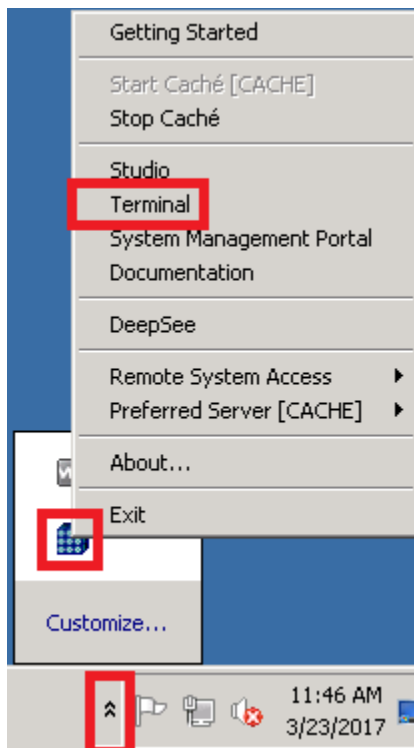 Getting Started
Start Caché [CACHE]
Stop Caché
Studio
Terminal
System Management Portal
Documentation
DeepSee
Remote System Access
Preferred Server [CACHE]
About...
Exit
Customize...
11:46 AM
3/23/2017